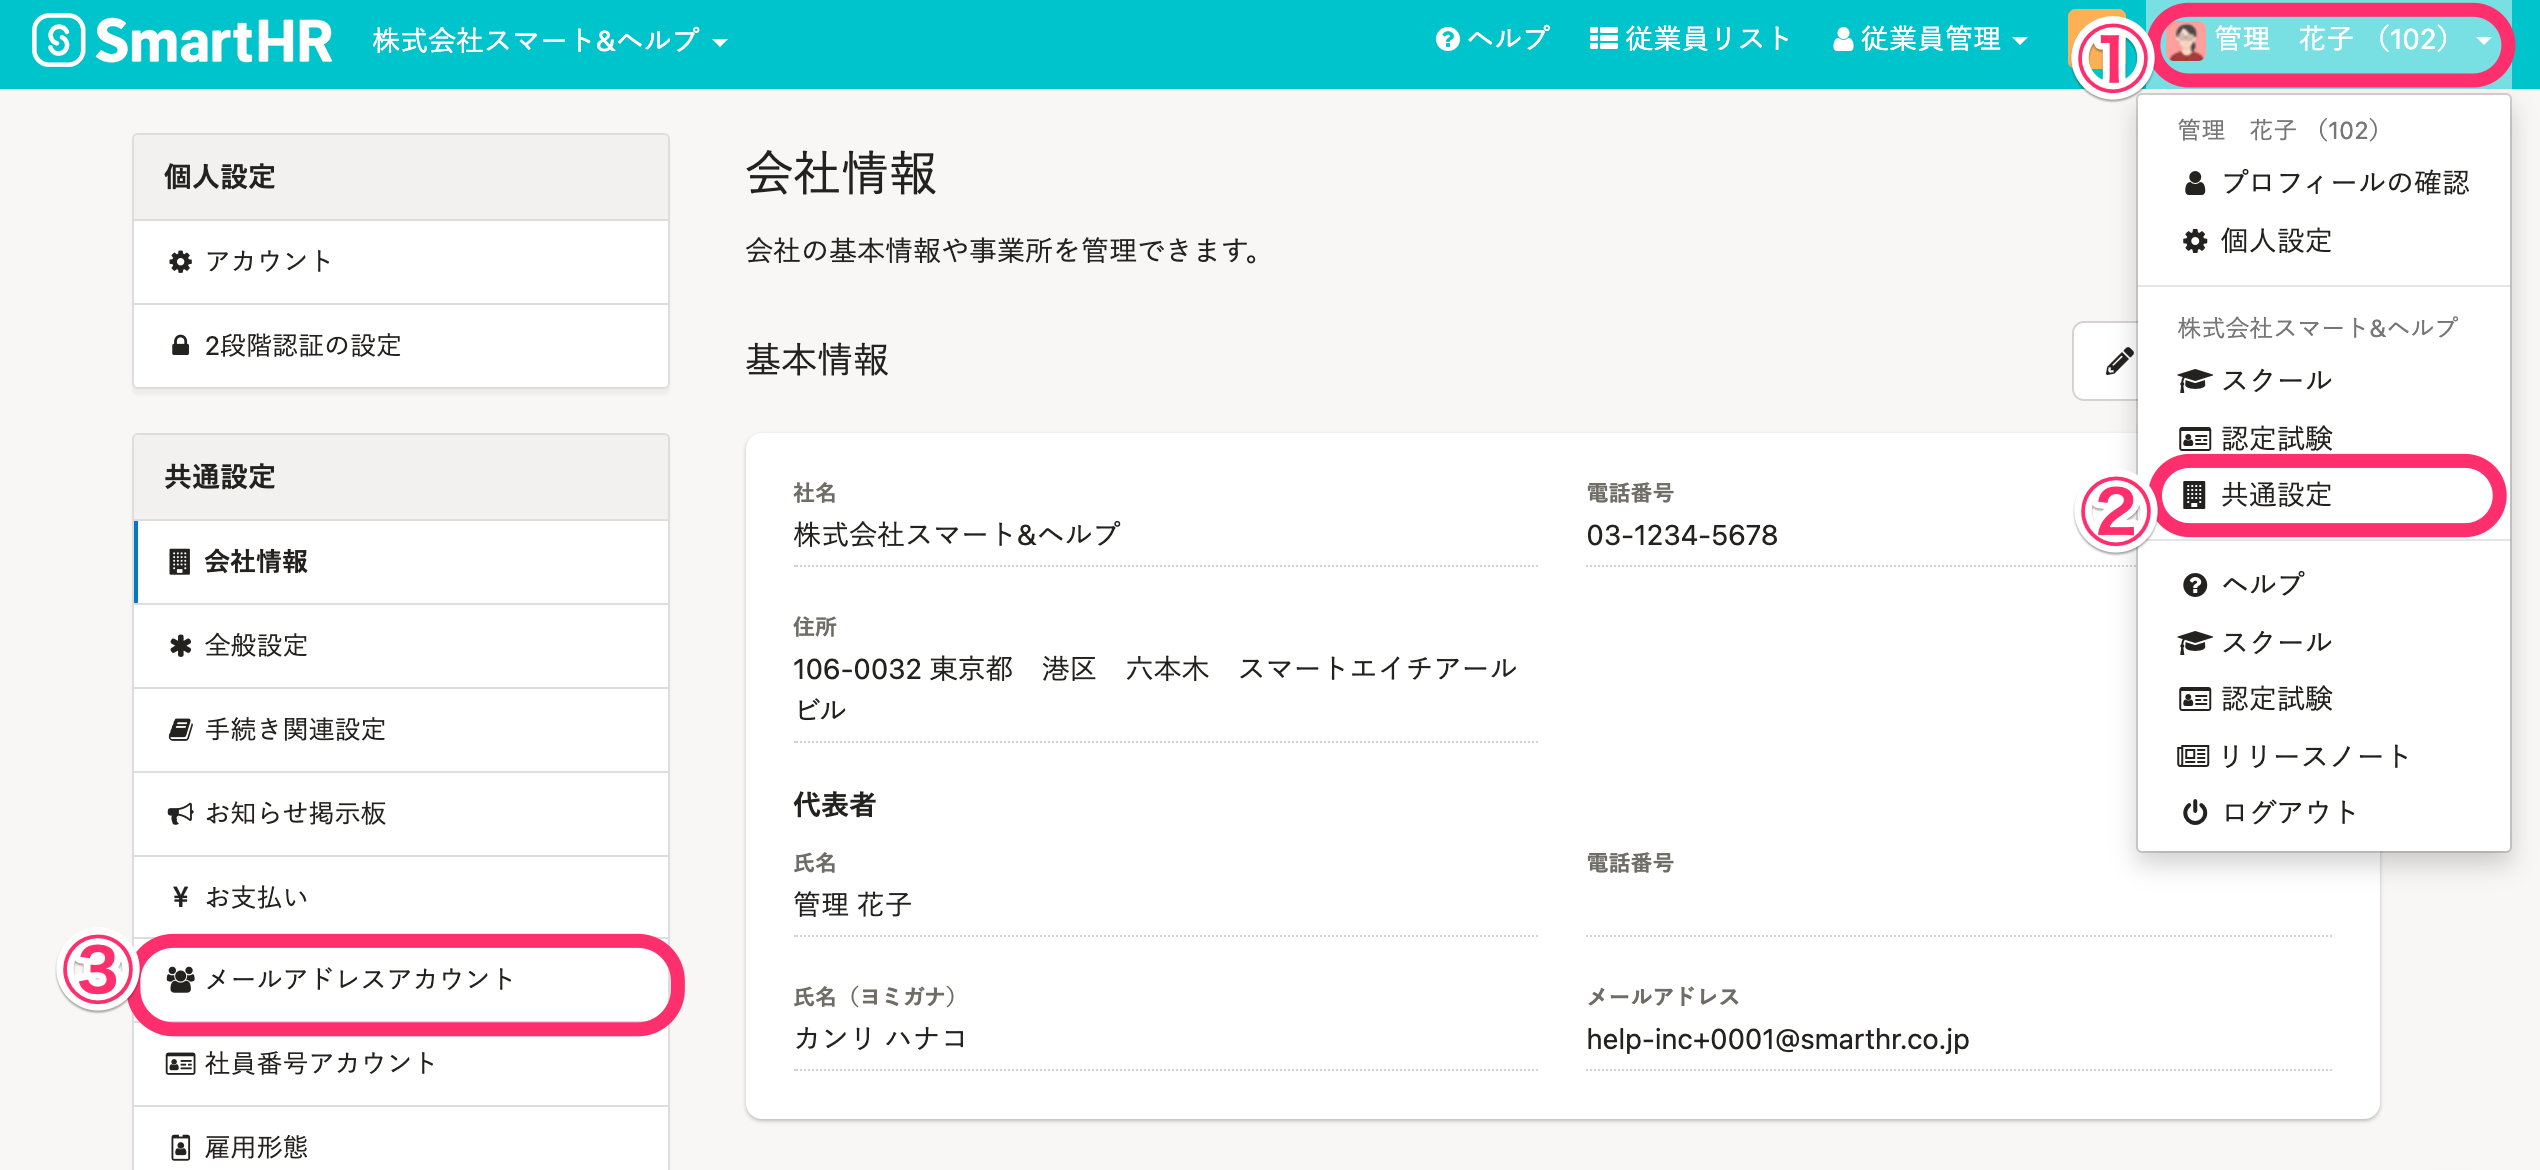 SmartHR 株式会社スマート&ヘルプ ヘルプ 従業員リスト 従業員管理 ① 管理　花子 （102）
個人設定
アカウント
2段階認証の設定
共通設定
会社情報
全般設定
手続き関連設定
お知らせ掲示板
¥ お支払い
③ メールアドレスアカウント
社員番号アカウント
雇用形態
会社情報
会社の基本情報や事業所を管理できます。
基本情報
社名
株式会社スマート&ヘルプ
電話番号
03-1234-5678
住所
106-0032 東京都　港区　六本木　スマートエイチアール
ビル
代表者
氏名
管理 花子
電話番号
氏名（ヨミガナ）
カンリ ハナコ
メールアドレス
help-inc+0001@smarthr.co.jp
管理　花子 （102）
プロフィールの確認
個人設定
株式会社スマート&ヘルプ
スクール
認定試験
② 共通設定
ヘルプ
スクール
認定試験
リリースノート
ログアウト